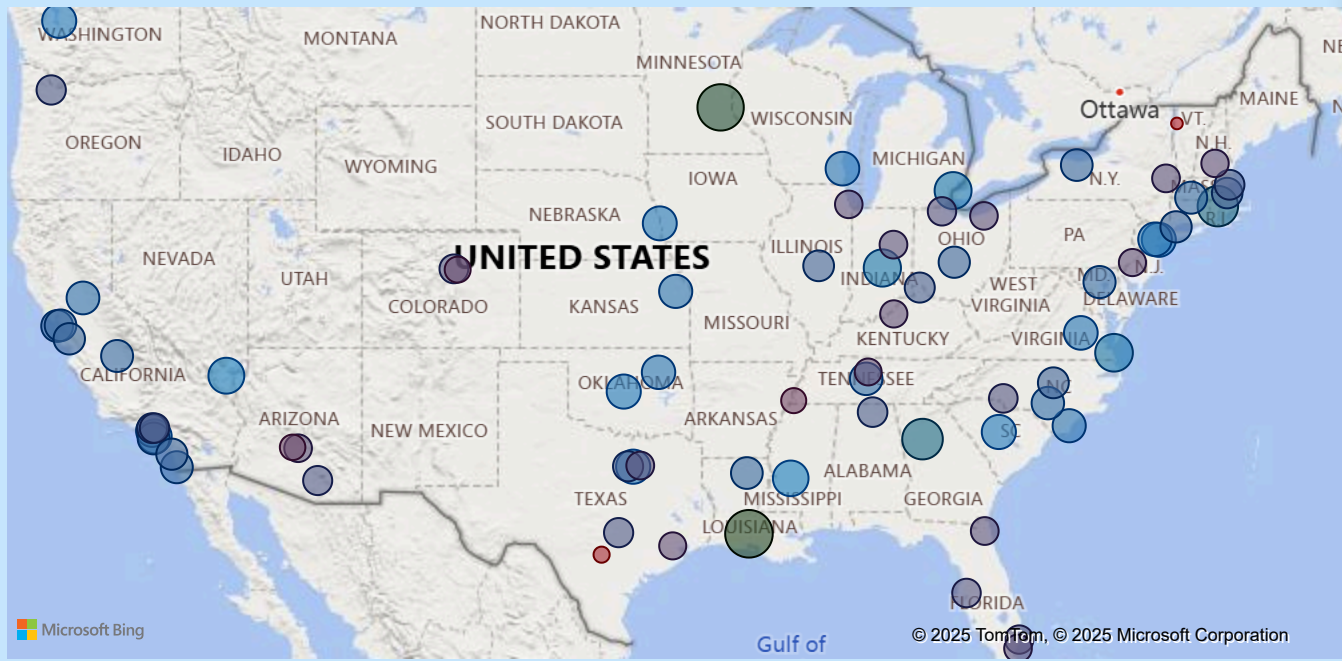 NORTH DAKOTA
WASHINGTON
MONTANA
NE
MINNESOTA
MAINE
Ottawa
SOUTH DAKOTA
WISCONSIN
VT.
OREGON
N.H.
IDAHO
MICHIGAN
WYOMING
IOWA
N.Y.
MASS
NEBRASKA
R.I.
PA
ILLINOIS
OHIO
NEVADA
UNITED STATES
N.J.
UTAH
INDIANA
MD.
WEST
VIRGINIA
DELAWARE
COLORADO
KANSAS
MISSOURI
KENTUCKY
VIRGINIA
CALIFORNIA
OKLAHOMA
TENNESSEE
NC
ARIZONA
NEW MEXICO
ARKANSAS
SC
ALABAMA
TEXAS
MISSISSIPPI
GEORGIA
LOUISIANA
FLORIDA
Microsoft Bing
Gulf of
© 2025 TomTom, © 2025 Microsoft Corporation